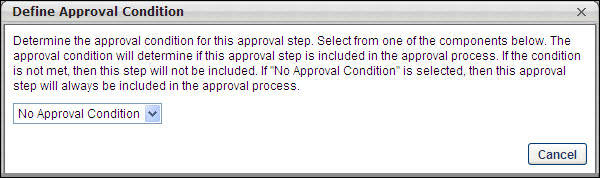 Define Approval Condition
Determine the approval condition for this approval step. Select from one of the components below. The
approval condition will determine if this approval step is included in the approval process. If the condition
is not met, then this step will not be included. If "No Approval Condition" is selected, then this approval
step will always be included in the approval process.
No Approval Condition
Cancel